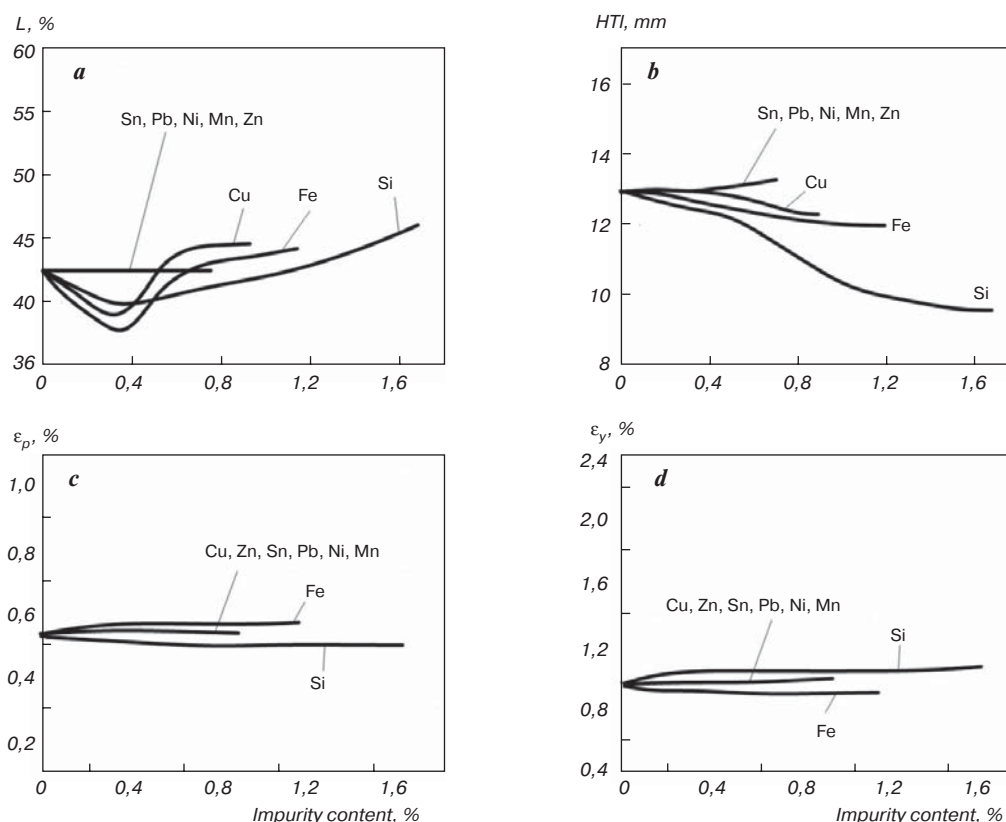 L, %
60
a
55
Sn, Pb, Ni, Mn, Zn
50
Cu
Fe
Si
45
40
36
0
0,4
0,8
1,2
1,6
HTl, mm
b
16
Sn, Pb, Ni, Mn, Zn
14
Cu
12
Fe
10
Si
8
0
0,4
0,8
1,2
1,6
εp, %
1,0
c
0,8
Cu, Zn, Sn, Pb, Ni, Mn
0,6
Fe
0,4
Si
0,2
0
0,4
0,8
1,2
1,6
Impurity content, %
εy, %
2,4
d
2,0
1,6
Cu, Zn, Sn, Pb, Ni, Mn
1,2
Si
0,8
Fe
0,4
0
0,4
0,8
1,2
1,6
Impurity content, %